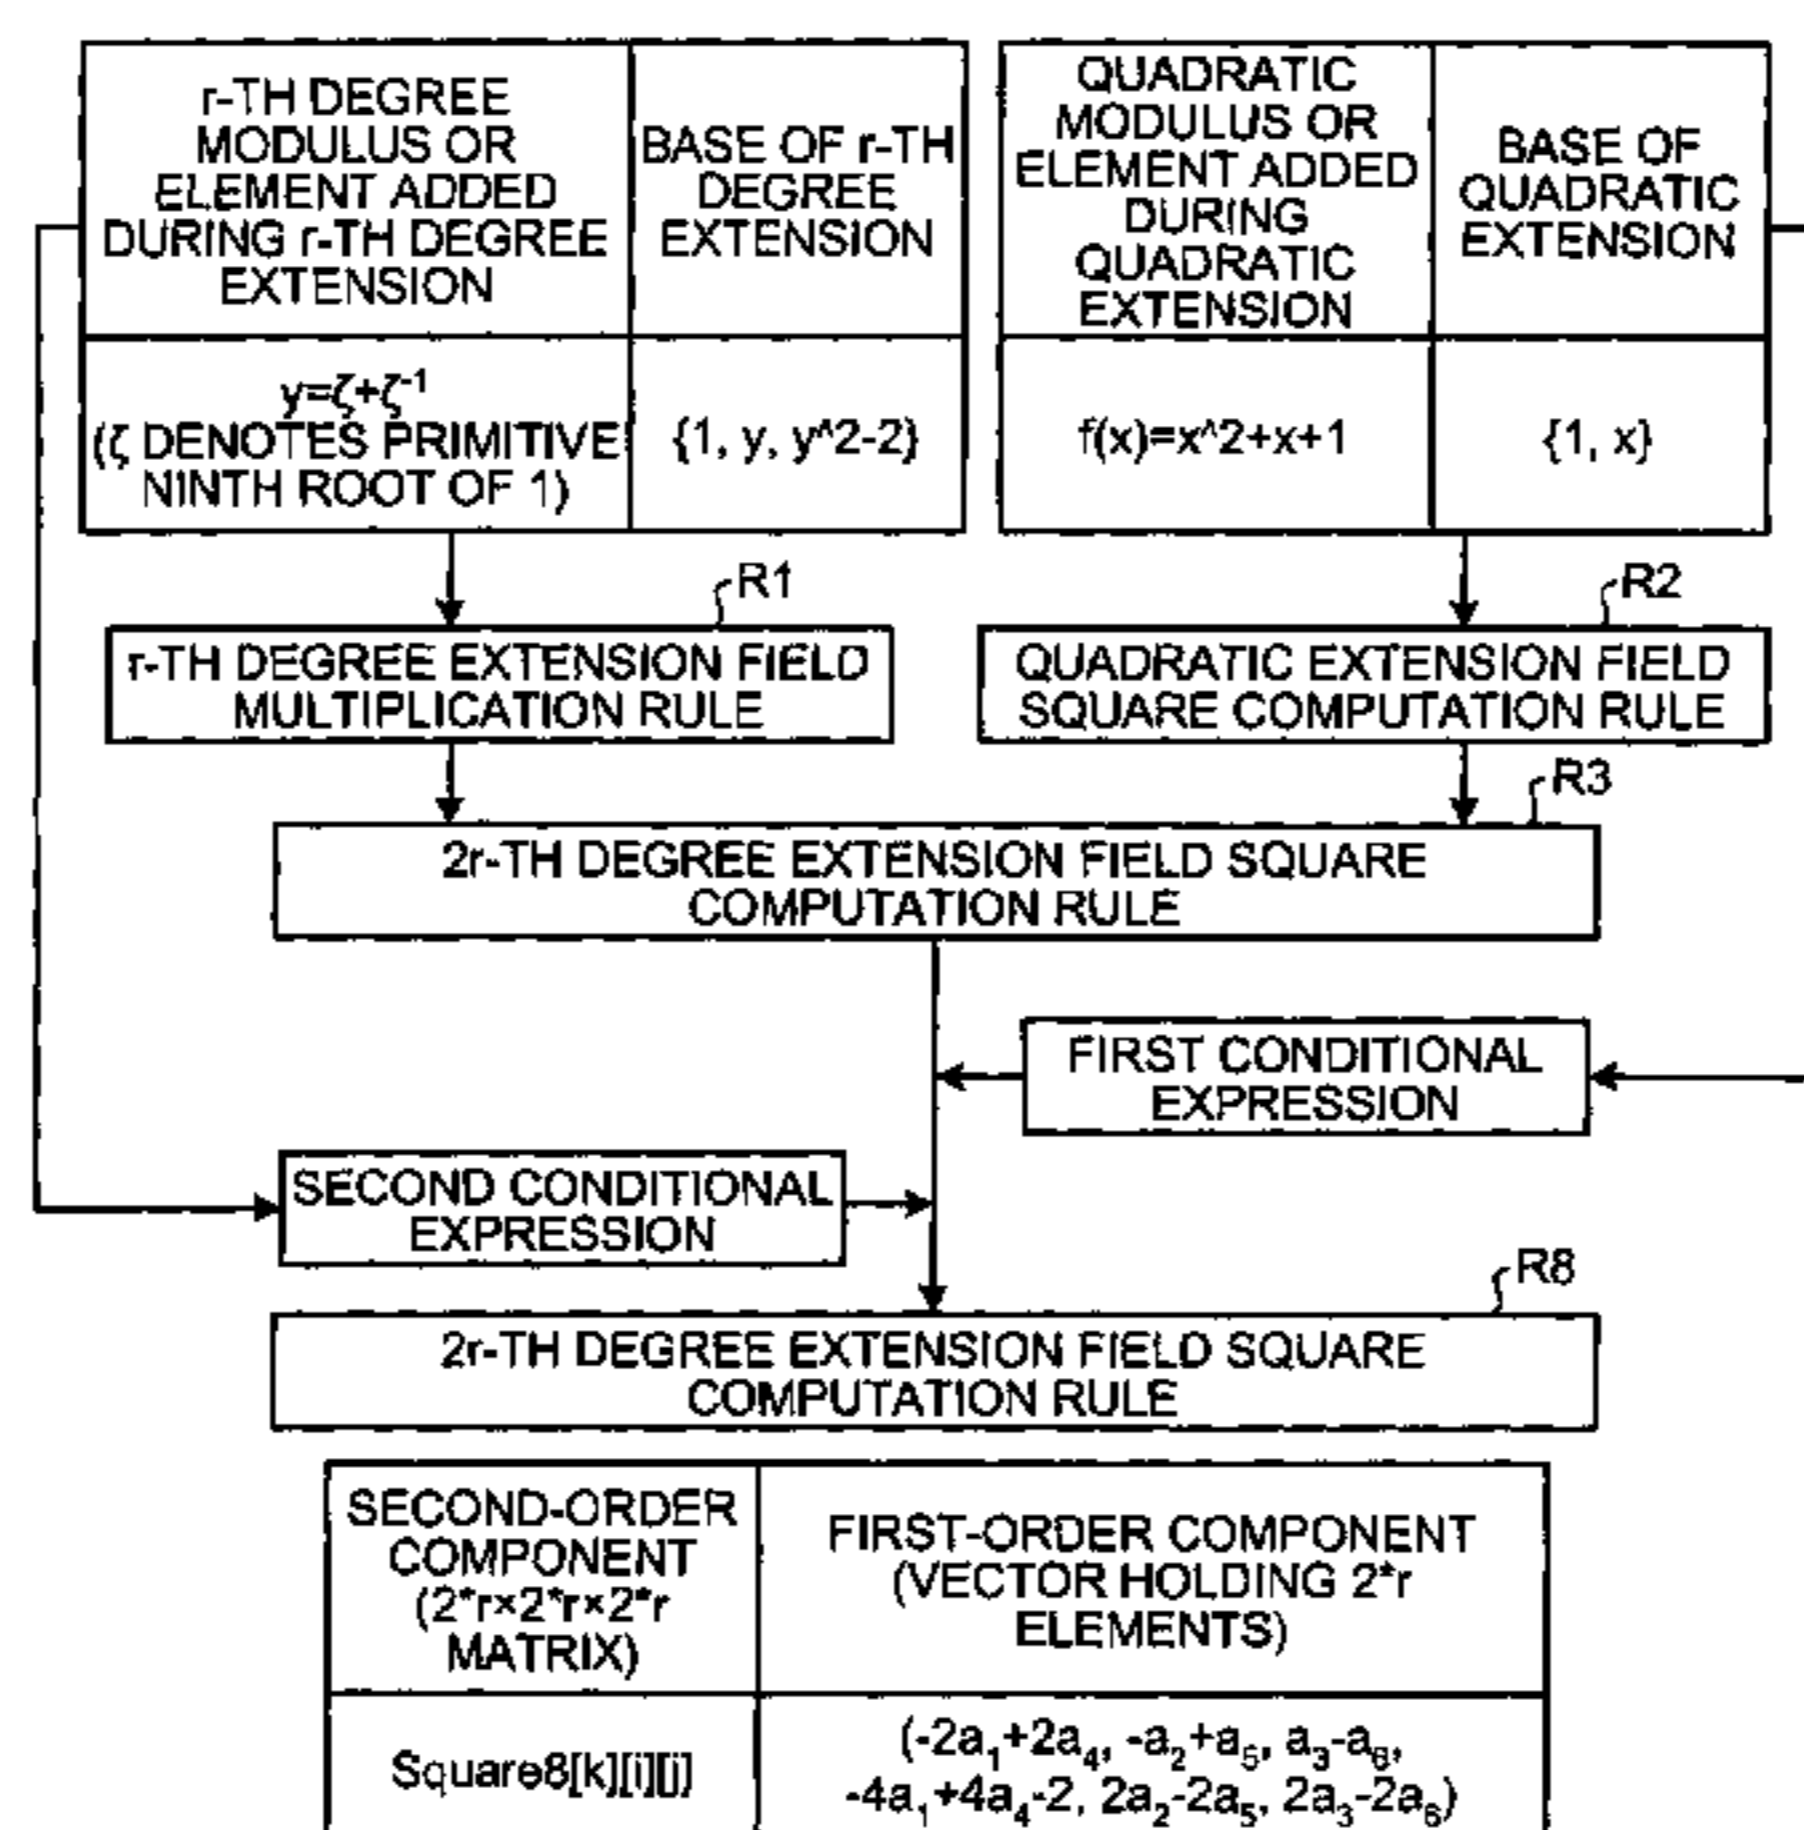 r-TH DEGREE
MODULUS OR
ELEMENT ADDED
DURING r-TH DEGREE
EXTENSION
BASE OF r-TH
DEGREE
EXTENSION
y=ζ+ζ⁻¹
(ζ DENOTES PRIMITIVE
NINTH ROOT OF 1)
{1, y, y^2-2}
QUADRATIC
MODULUS OR
ELEMENT ADDED
DURING
QUADRATIC
EXTENSION
BASE OF
QUADRATIC
EXTENSION
f(x)=x^2+x+1
{1, x}
R1
r-TH DEGREE EXTENSION FIELD
MULTIPLICATION RULE
R2
QUADRATIC EXTENSION FIELD
SQUARE COMPUTATION RULE
R3
2r-TH DEGREE EXTENSION FIELD SQUARE
COMPUTATION RULE
FIRST CONDITIONAL
EXPRESSION
SECOND CONDITIONAL
EXPRESSION
R8
2r-TH DEGREE EXTENSION FIELD SQUARE
COMPUTATION RULE
SECOND-ORDER
COMPONENT
(2*r×2*r×2*r
MATRIX)
FIRST-ORDER COMPONENT
(VECTOR HOLDING 2*r
ELEMENTS)
Square8[k][i][j]
(-2a₁+2a₄, -a₂+a₅, a₃-a₆,
-4a₁+4a₄-2, 2a₂-2a₅, 2a₃-2a₆)